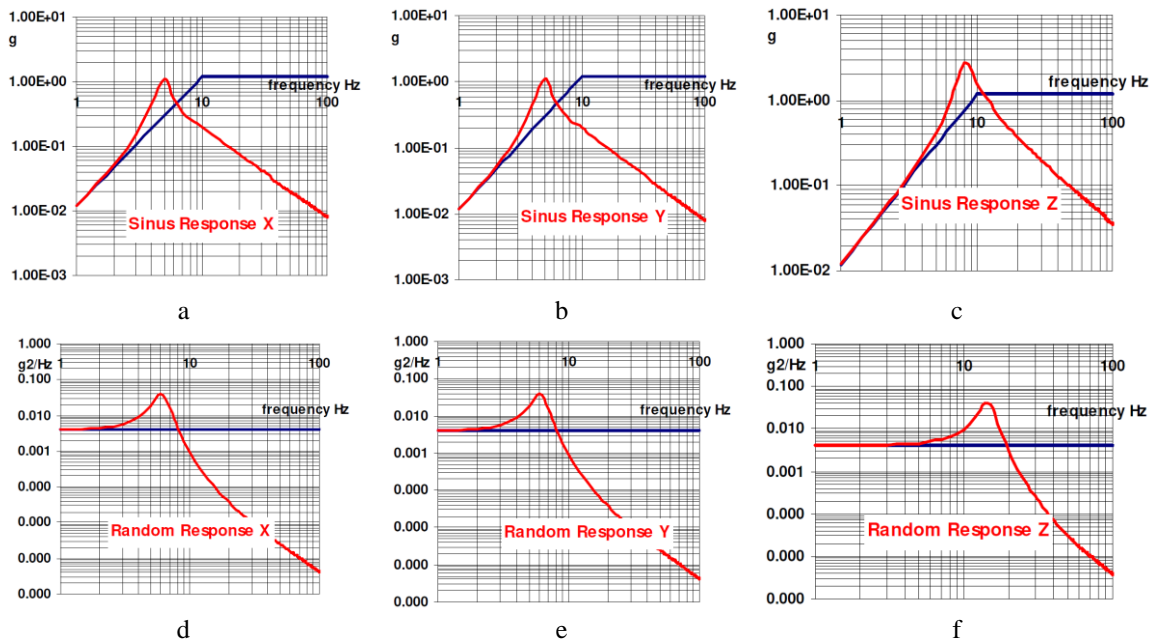 1.00E+01
g
1.00E+00
frequency Hz
1 10 100
1.00E-01
1.00E-02
Sinus Response X
1.00E-03
a
1.00E+01
g
1.00E+00
frequency Hz
1 10 100
1.00E-01
1.00E-02
Sinus Response Y
1.00E-03
b
1.00E+01
g
frequency Hz
1.00E+00
1 10 100
1.00E-01
Sinus Response Z
1.00E-02
c
1.000
1 10 100
g2/Hz
0.100
frequency Hz
0.010
0.001
0.000
Random Response X
0.000
0.000
d
1.000
1 10 100
g2/Hz
0.100
frequency Hz
0.010
0.001
0.000
Random Response Y
0.000
0.000
e
1.000
1 10 100
g2/Hz
0.100
frequency Hz
0.010
0.001
0.000
Random Response Z
0.000
0.000
f